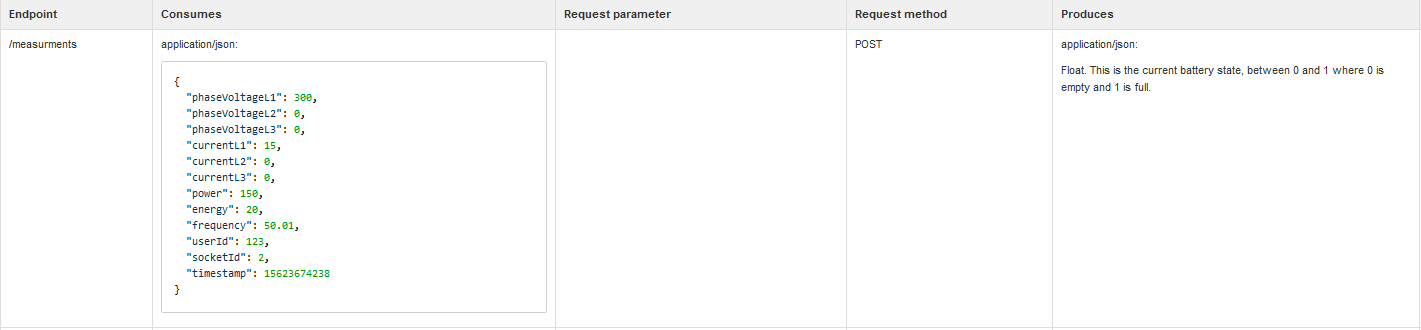 Endpoint Consumes Request parameter Request method Produces
/measurments application/json: POST application/json:
{
"phaseVoltageL1": 300,
"phaseVoltageL2": 0,
"phaseVoltageL3": 0,
"currentL1": 15,
"currentL2": 0,
"currentL3": 0,
"power": 150,
"energy": 20,
"frequency": 50.01,
"userId": 123,
"socketId": 2,
"timestamp": 15623674238
}
Float. This is the current battery state, between 0 and 1 where 0 is
empty and 1 is full.